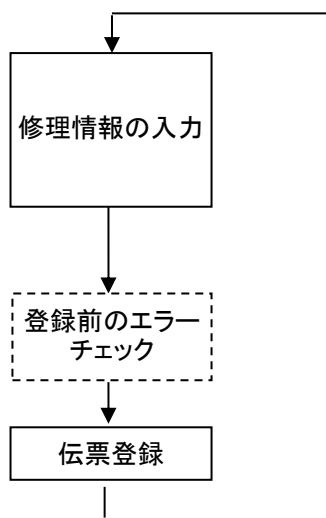 修理情報の入力
登録前のエラー
チェック
伝票登録